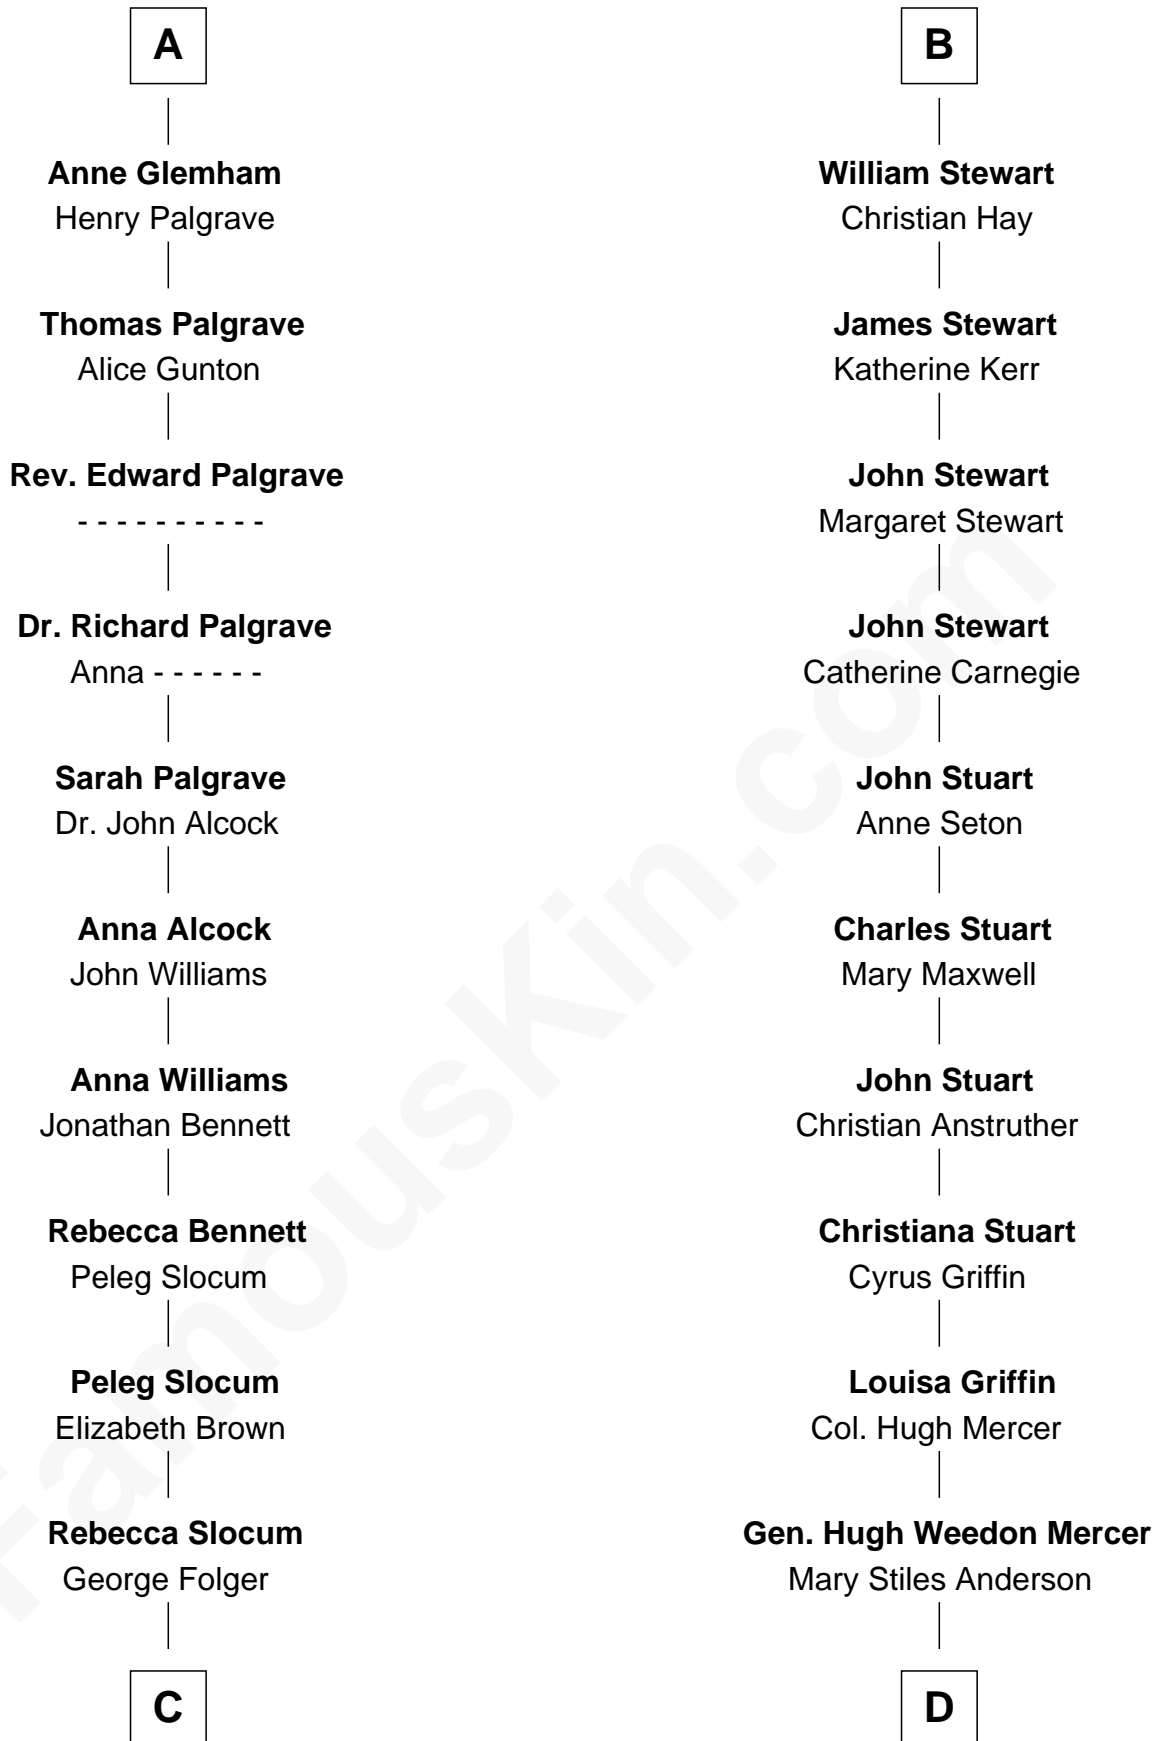 A
Anne Glemham
Henry Palgrave
Thomas Palgrave
Alice Gunton
Rev. Edward Palgrave
- - - - - - - - - -
Dr. Richard Palgrave
Anna - - - - - -
Sarah Palgrave
Dr. John Alcock
Anna Alcock
John Williams
Anna Williams
Jonathan Bennett
Rebecca Bennett
Peleg Slocum
Peleg Slocum
Elizabeth Brown
Rebecca Slocum
George Folger
C
B
William Stewart
Christian Hay
James Stewart
Katherine Kerr
John Stewart
Margaret Stewart
John Stewart
Catherine Carnegie
John Stuart
Anne Seton
Charles Stuart
Mary Maxwell
John Stuart
Christian Anstruther
Christiana Stuart
Cyrus Griffin
Louisa Griffin
Col. Hugh Mercer
Gen. Hugh Weedon Mercer
Mary Stiles Anderson
D
FamousKin.com